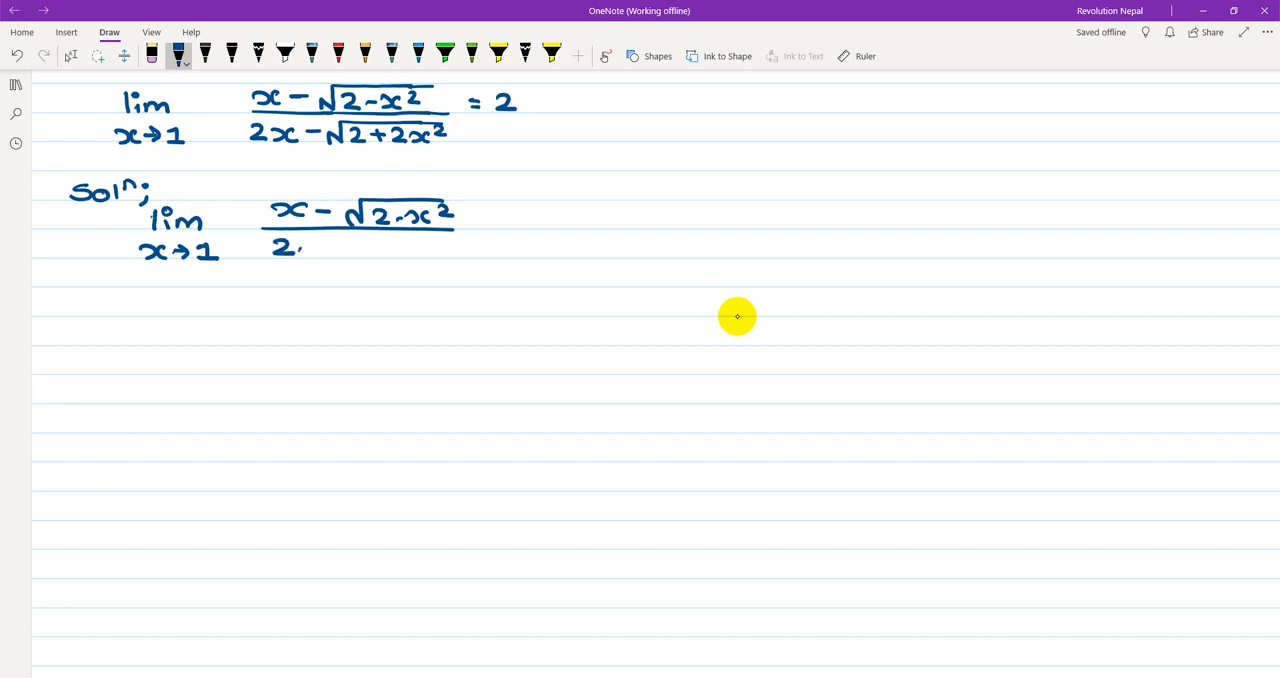 OneNote (Working offline)
Revolution Nepal
Home Insert Draw View Help
Saved offline Share
Shapes Ink to Shape Ink to Text Ruler
lim x→1 x - √2-x² / 2x - √2+2x² = 2
Solⁿ;
lim x→1 x - √2-x² / 2.